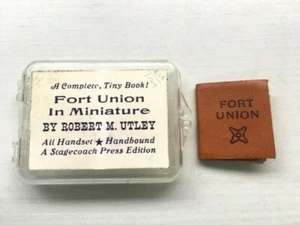 A Complete, Tiny Book!
Fort Union
In Miniature
BY ROBERT M. UTLEY
All Handset ★ Handbound
A Stagecoach Press Edition
FORT
UNION